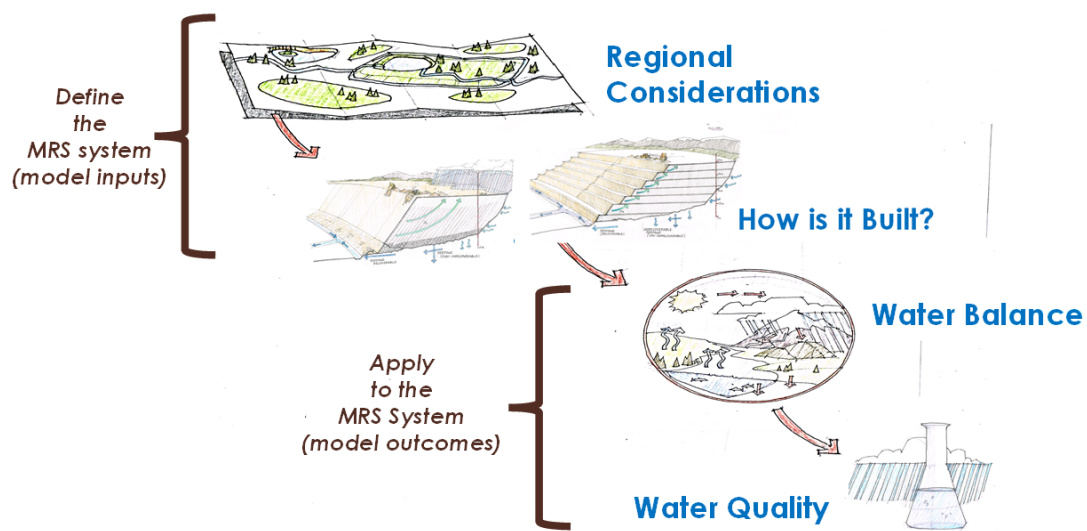 Define
the
MRS system
(model inputs)
Regional
Considerations
How is it Built?
Apply
to the
MRS System
(model outcomes)
Water Balance
Water Quality